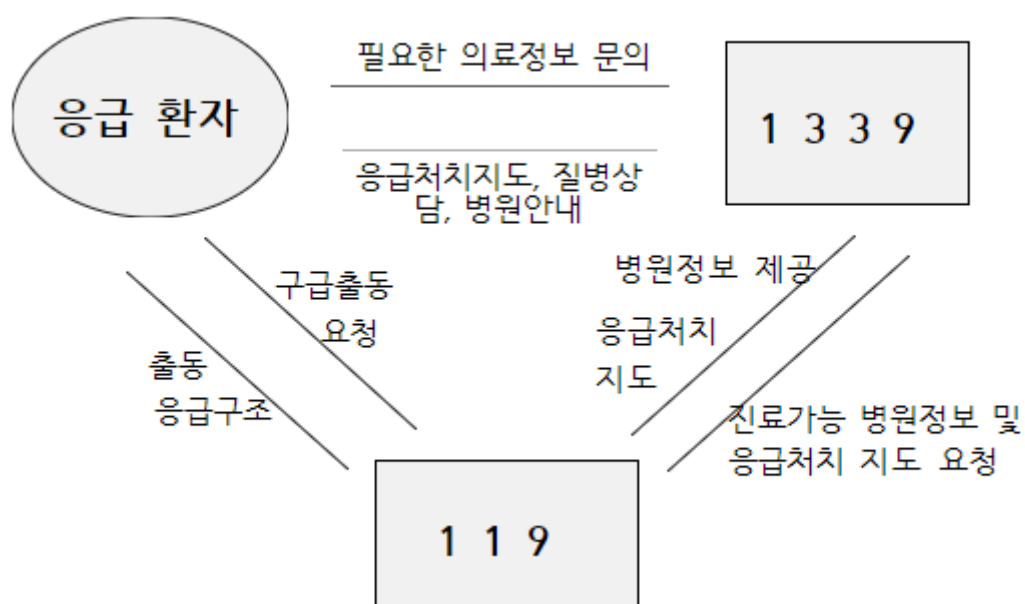 필요한 의료정보 문의
응급 환자
1 3 3 9
응급처치지도, 질병상
담, 병원안내
구급출동
요청
병원정보 제공
응급처치
지도
출동
응급구조
진료가능 병원정보 및
응급처치 지도 요청
1 1 9